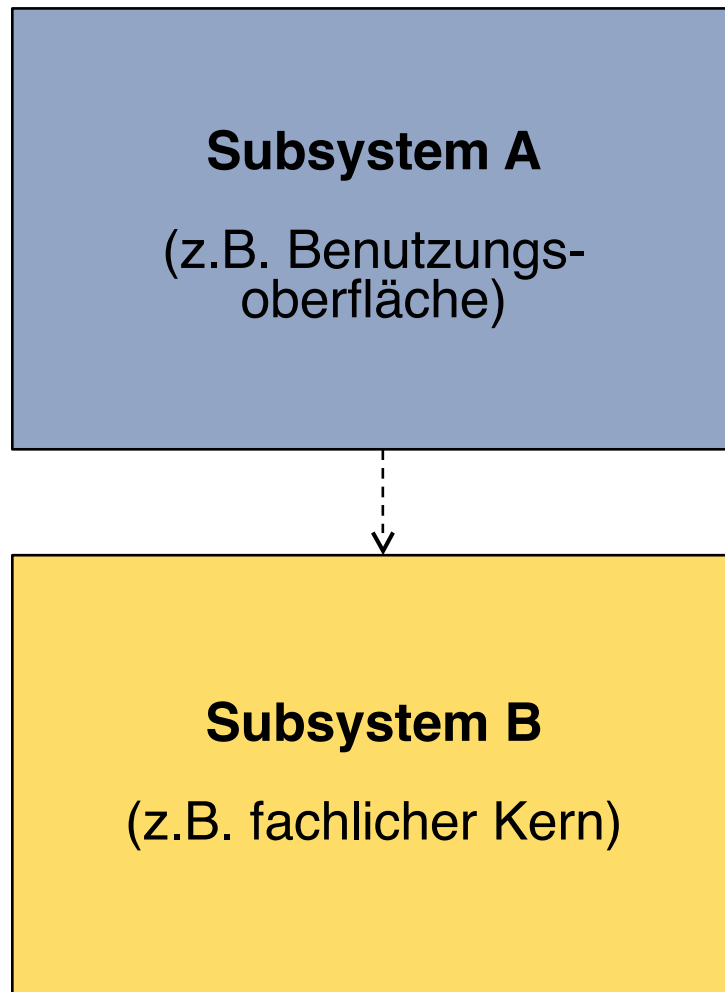 Subsystem A
(z.B. Benutzungs-
oberfläche)
Subsystem B
(z.B. fachlicher Kern)